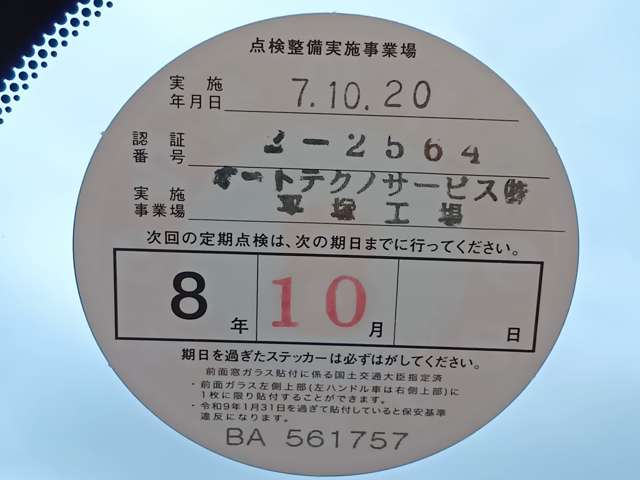 点検整備実施事業場
実施年月日 7.10.20
認証番号 2-2564
実施事業場 オートテクノサービス㈱
平塚工場
次回の定期点検は、次の期日までに行ってください。
8年 10月 日
期日を過ぎたステッカーは必ずはがしてください。
前面窓ガラス貼付に係る国土交通大臣指定済
・前面ガラス左側上部(左ハンドル車は右側上部)に
1枚に限り貼付することができます。
・令和9年1月31日を過ぎて貼付していると保安基準
違反になります。
BA 561757